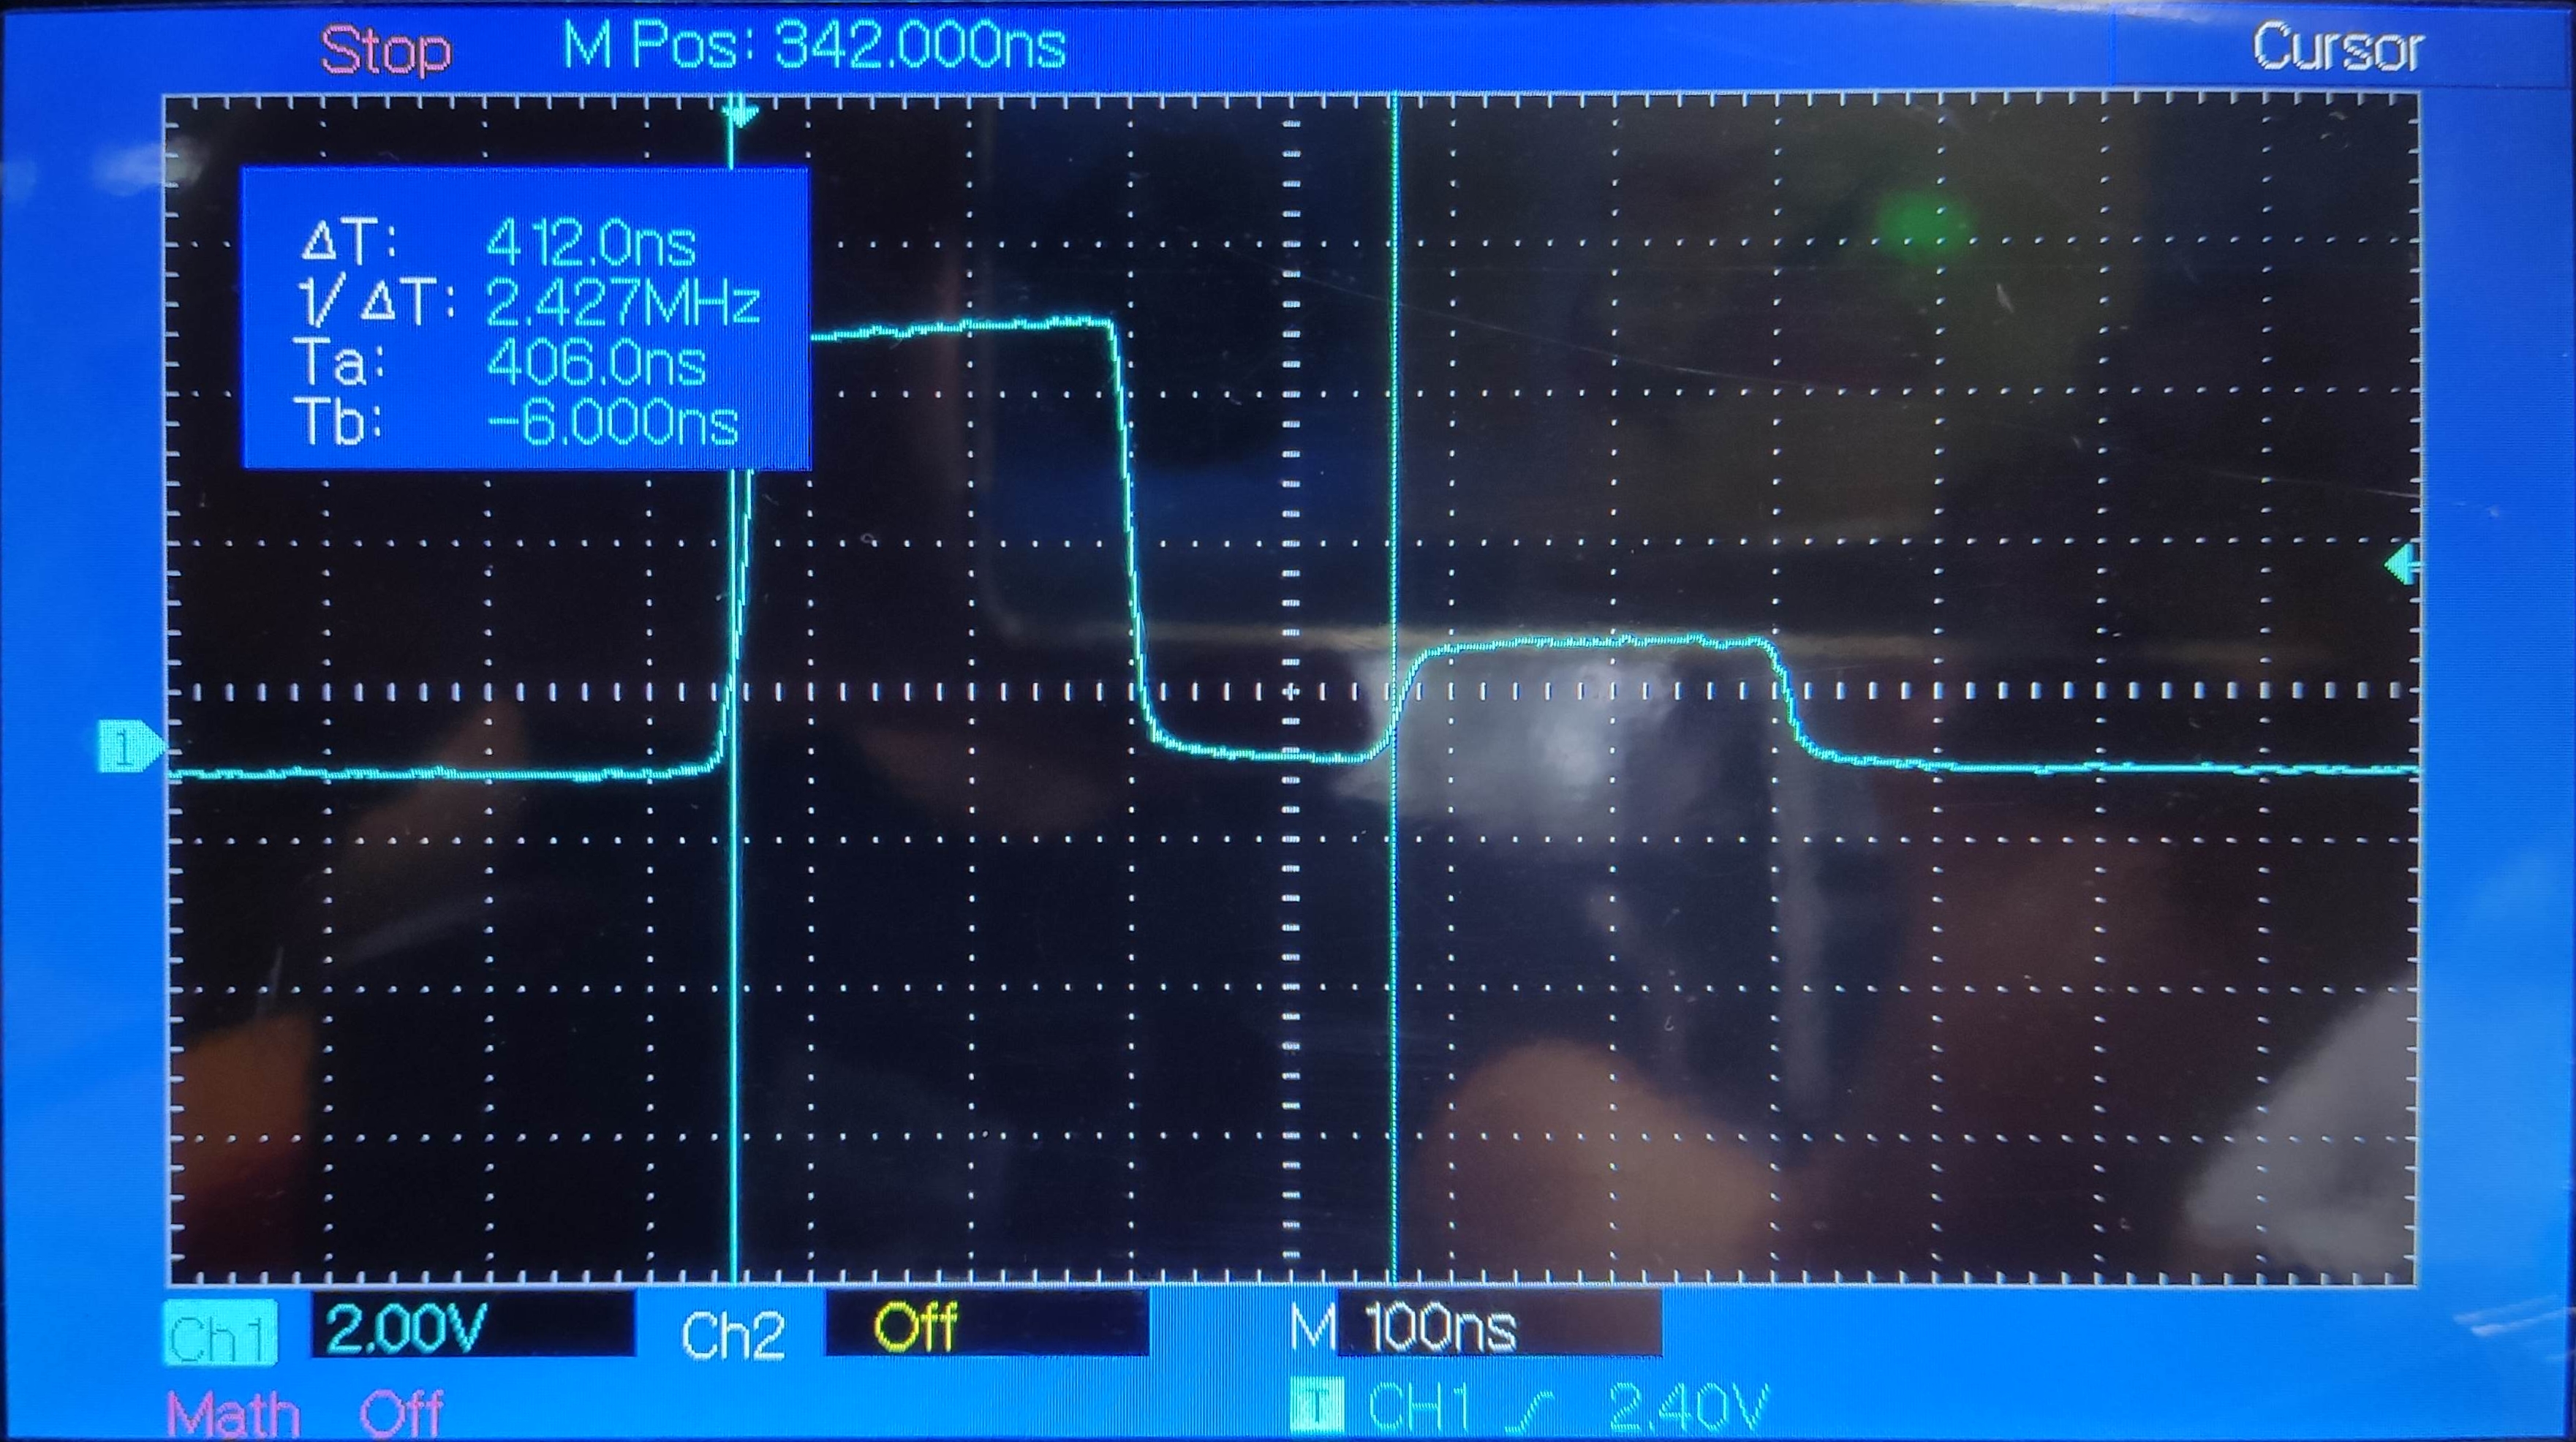 Stop M Pos: 342.000ns Cursor
ΔT: 412.0ns
1/ΔT: 2.427MHz
Ta: 406.0ns
Tb: -6.000ns
1
Ch1 2.00V Ch2 Off M 100ns
Math Off T CH1 2.40V